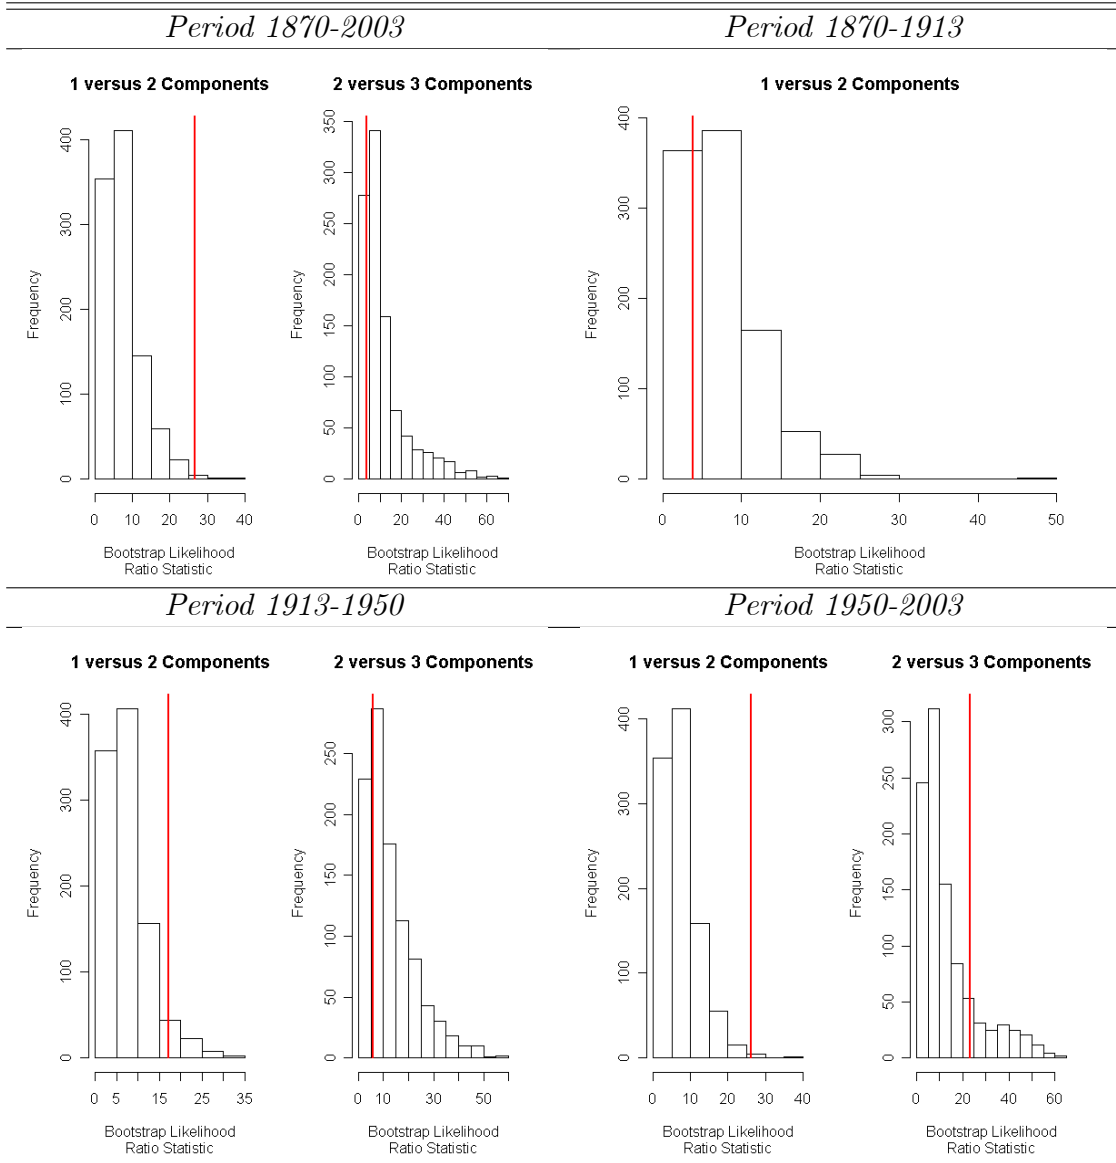 Period 1870-2003
Period 1870-1913
1 versus 2 Components
2 versus 3 Components
1 versus 2 Components
Frequency
0
100
200
300
400
0
10
20
30
40
Bootstrap Likelihood
Ratio Statistic
Frequency
0
50
100
150
200
250
300
350
0
20
40
60
Bootstrap Likelihood
Ratio Statistic
Frequency
0
100
200
300
400
0
10
20
30
40
50
Bootstrap Likelihood
Ratio Statistic
Period 1913-1950
Period 1950-2003
1 versus 2 Components
2 versus 3 Components
1 versus 2 Components
2 versus 3 Components
Frequency
0
100
200
300
400
0
5
15
25
35
Bootstrap Likelihood
Ratio Statistic
Frequency
0
50
100
150
200
250
0
10
30
50
Bootstrap Likelihood
Ratio Statistic
Frequency
0
100
200
300
400
0
10
20
30
40
Bootstrap Likelihood
Ratio Statistic
Frequency
0
50
100
150
200
250
300
0
20
40
60
Bootstrap Likelihood
Ratio Statistic